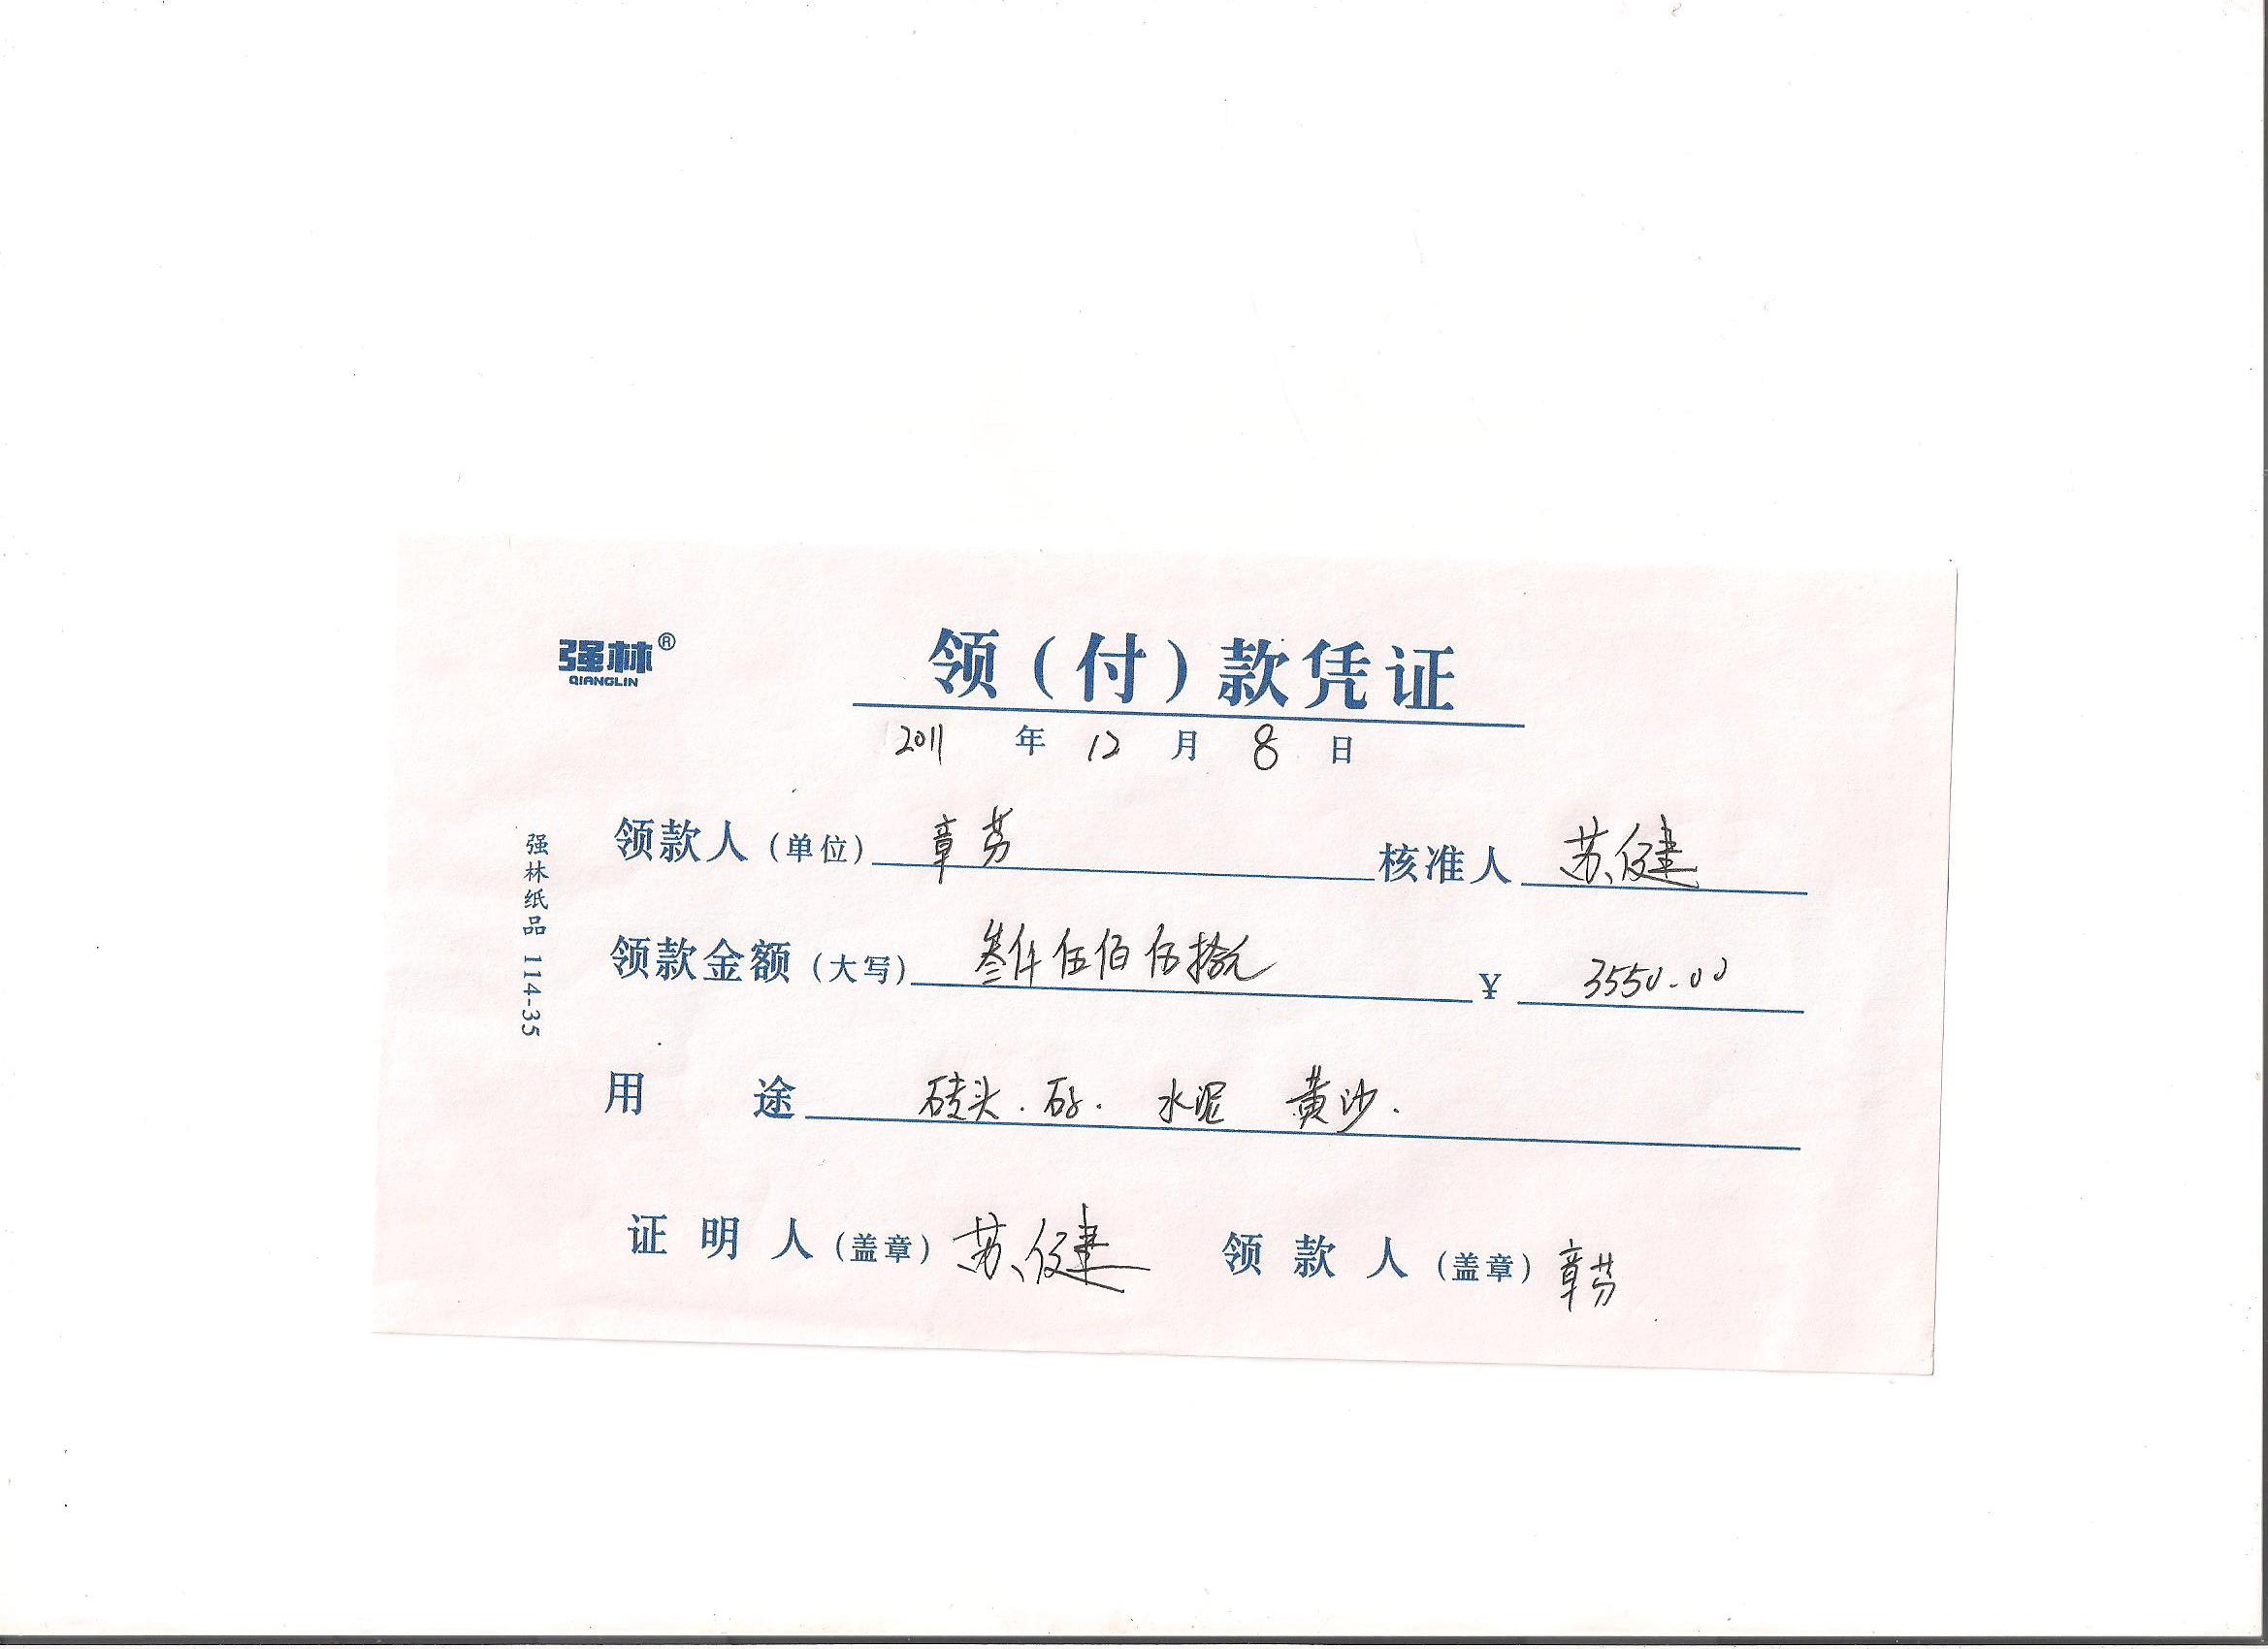 强林®
QIANGLIN
领（付）款凭证
2011 年 12 月 8 日
领款人（单位） 章芬 核准人 苏健
领款金额（大写） 叁仟伍佰伍拾元 ¥ 3550.00
用 途 砖头. 水泥 黄沙.
证明人（盖章） 苏健 领款人（盖章） 章芬
强林纸品 114-35